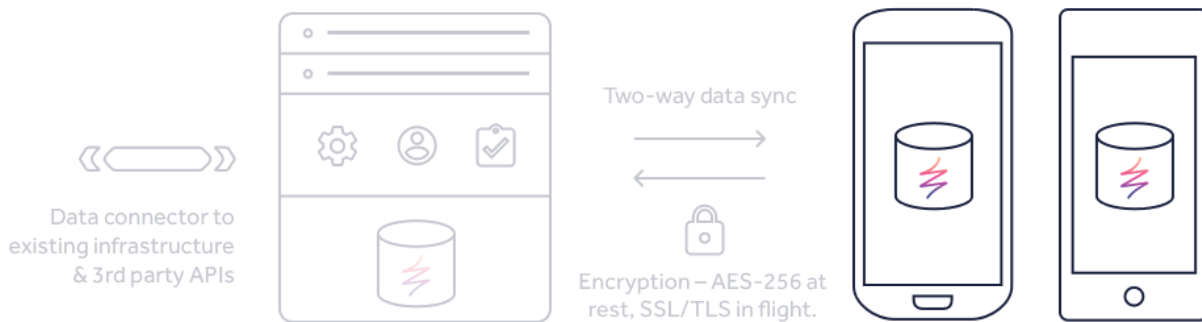 Data connector to
existing infrastructure
& 3rd party APIs
Two-way data sync
Encryption – AES-256 at
rest, SSL/TLS in flight.